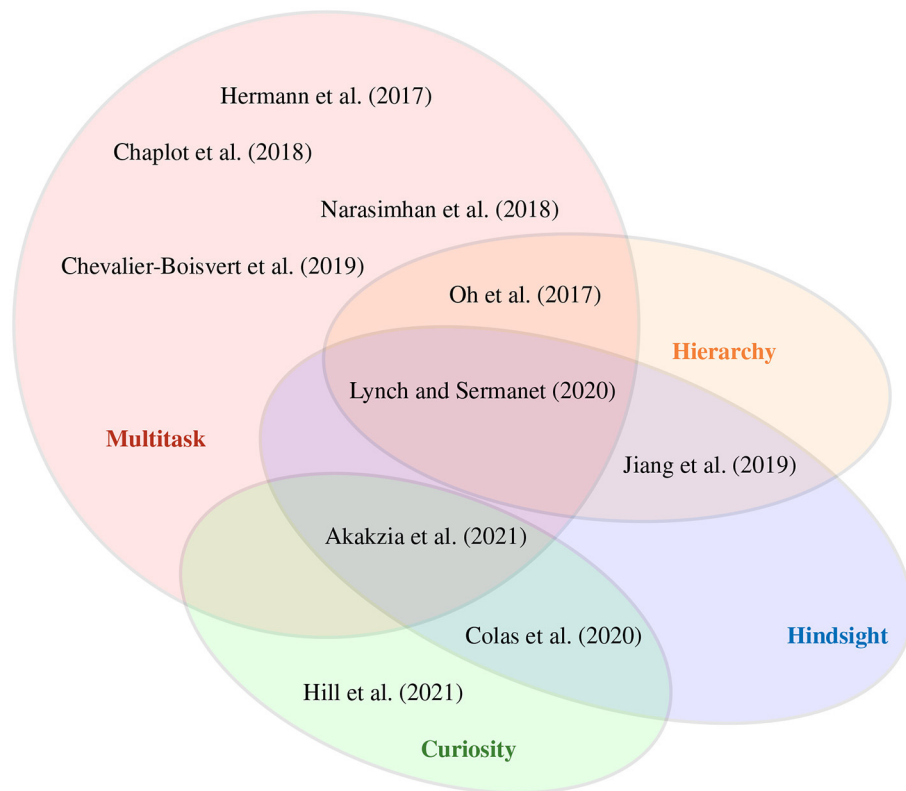 Hermann et al. (2017)
Chaplot et al. (2018)
Narasimhan et al. (2018)
Chevalier-Boisvert et al. (2019)
Oh et al. (2017)
Hierarchy
Lynch and Sermanet (2020)
Multitask
Jiang et al. (2019)
Akakzia et al. (2021)
Colas et al. (2020)
Hindsight
Hill et al. (2021)
Curiosity